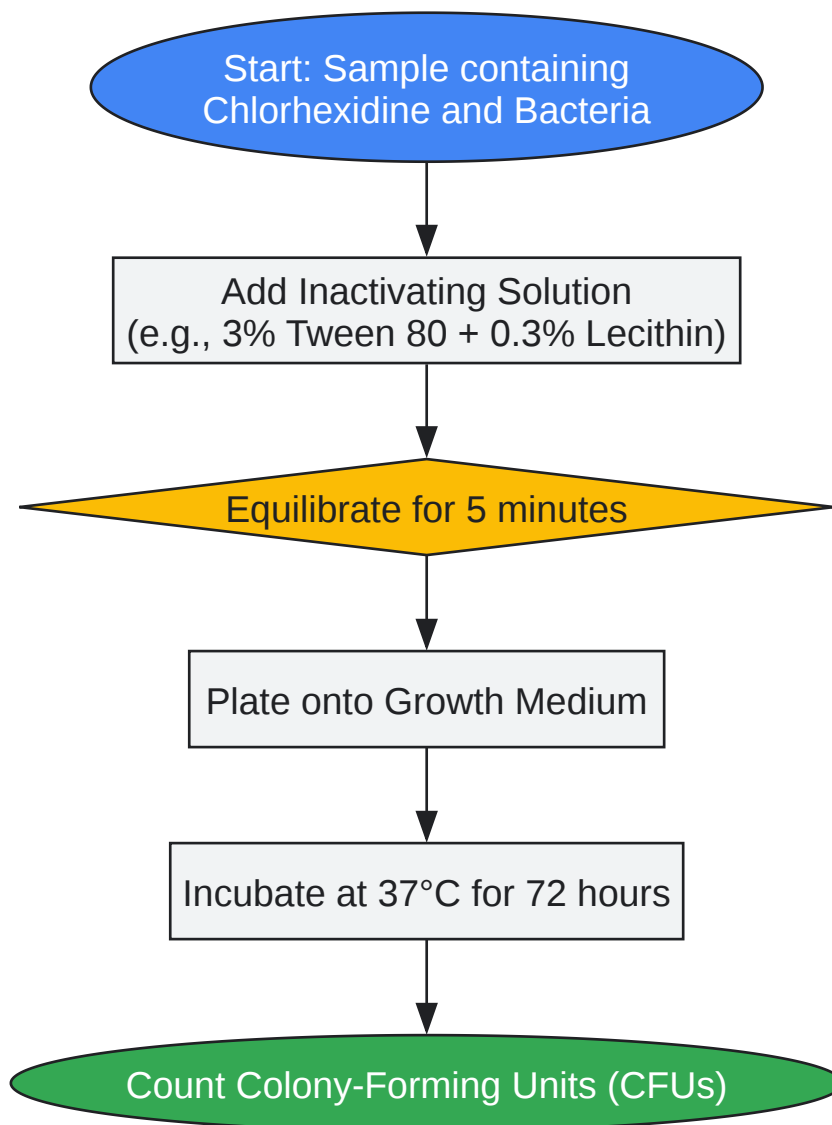 Start: Sample containing
Chlorhexidine and Bacteria
Add Inactivating Solution
(e.g., 3% Tween 80 + 0.3% Lecithin)
Equilibrate for 5 minutes
Plate onto Growth Medium
Incubate at 37°C for 72 hours
Count Colony-Forming Units (CFUs)